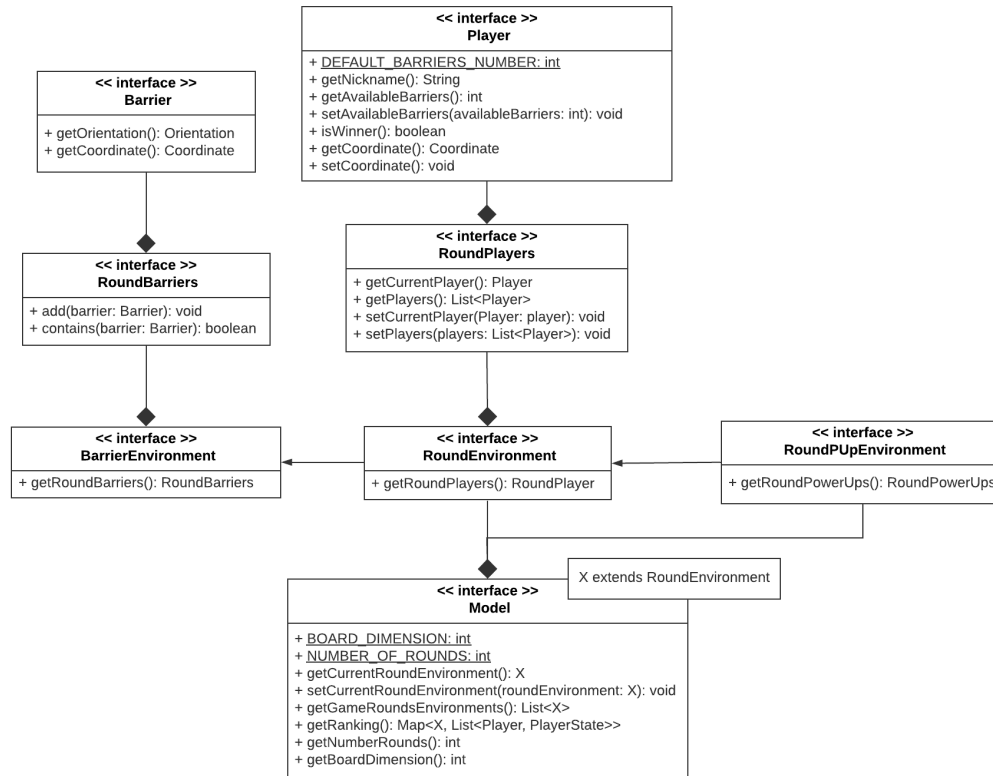 << interface >>
Player
+ DEFAULT_BARRIERS_NUMBER: int
+ getNickname(): String
+ getAvailableBarriers(): int
+ setAvailableBarriers(availableBarriers: int): void
+ isWinner(): boolean
+ getCoordinate(): Coordinate
+ setCoordinate(): void
<< interface >>
Barrier
+ getOrientation(): Orientation
+ getCoordinate(): Coordinate
<< interface >>
RoundBarriers
+ add(barrier: Barrier): void
+ contains(barrier: Barrier): boolean
<< interface >>
RoundPlayers
+ getCurrentPlayer(): Player
+ getPlayers(): List<Player>
+ setCurrentPlayer(Player: player): void
+ setPlayers(players: List<Player>): void
<< interface >>
BarrierEnvironment
+ getRoundBarriers(): RoundBarriers
<< interface >>
RoundEnvironment
+ getRoundPlayers(): RoundPlayer
<< interface >>
RoundPUpEnvironment
+ getRoundPowerUps(): RoundPowerUps
X extends RoundEnvironment
<< interface >>
Model
+ BOARD_DIMENSION: int
+ NUMBER_OF_ROUNDS: int
+ getCurrentRoundEnvironment(): X
+ setCurrentRoundEnvironment(roundEnvironment: X): void
+ getGameRoundsEnvironments(): List<X>
+ getRanking(): Map<X, List<Player, PlayerState>>
+ getNumberRounds(): int
+ getBoardDimension(): int